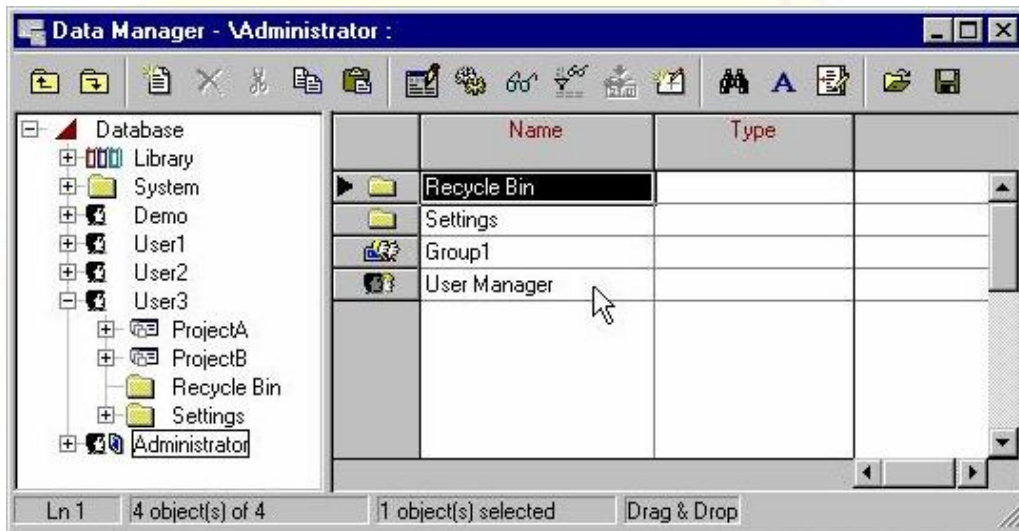 Data Manager - \Administrator :
Database
Library
System
Demo
User1
User2
User3
ProjectA
ProjectB
Recycle Bin
Settings
Administrator
Name Type
Recycle Bin
Settings
Group1
User Manager
Ln 1 4 object(s) of 4 1 object(s) selected Drag & Drop